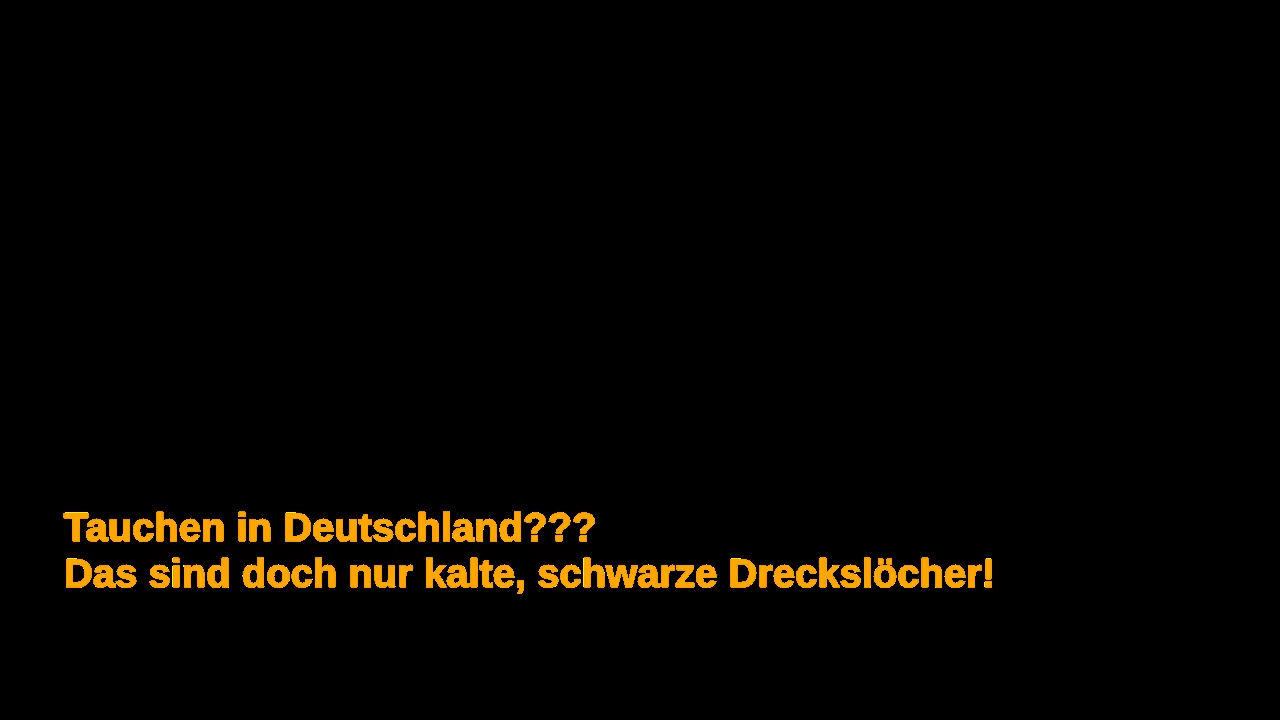 Tauchen in Deutschland???
Das sind doch nur kalte, schwarze Dreckslöcher!